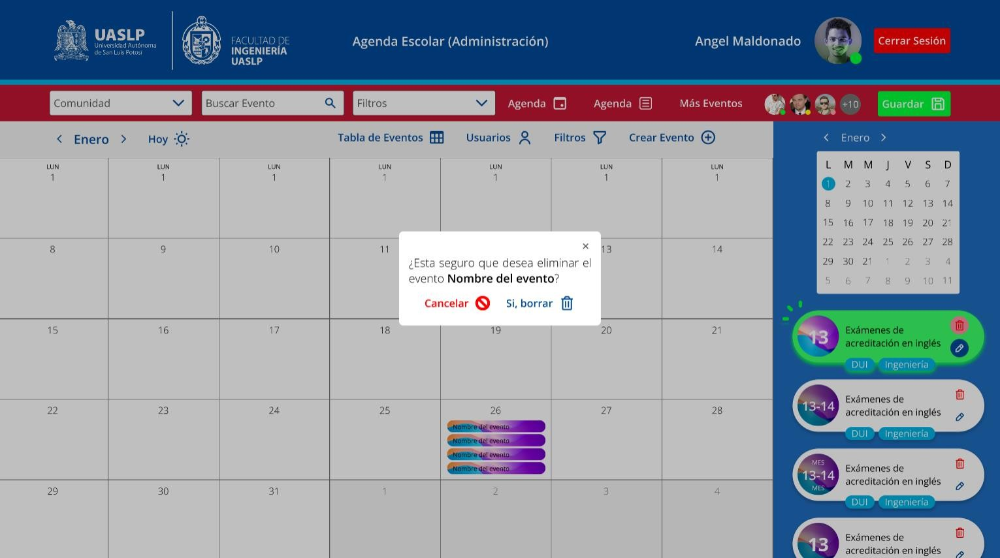 UASLP
Universidad Autónoma
de San Luis Potosí
FACULTAD DE
INGENIERÍA
UASLP
Agenda Escolar (Administración)
Angel Maldonado
Cerrar Sesión
Comunidad
Buscar Evento
Filtros
Agenda
Agenda
Más Eventos
+10
Guardar
Enero
Hoy
Tabla de Eventos
Usuarios
Filtros
Crear Evento
Enero
LUN LUN LUN LUN LUN LUN LUN
1 1 1 1 1 1 1
8 9 10 11 13 14
15 16 17 18 19 20 21
22 23 24 25 26 27 28
Nombre del evento
Nombre del evento
Nombre del evento
Nombre del evento
29 30 31 1 2 3 4
¿Esta seguro que desea eliminar el
evento Nombre del evento?
Cancelar
Si, borrar
L M M J V S D
1 2 3 4 5 6 7
8 9 10 11 12 13 14
15 16 17 18 19 20 21
22 23 24 25 26 27 28
29 30 21 1 2 3 4
5 6 7 8 9 10 11
13
Exámenes de
acreditación en inglés
DUI Ingeniería
13-14
Exámenes de
acreditación en inglés
DUI Ingeniería
MES
13-14
MES
Exámenes de
acreditación en inglés
DUI Ingeniería
13
Exámenes de
acreditación en inglés